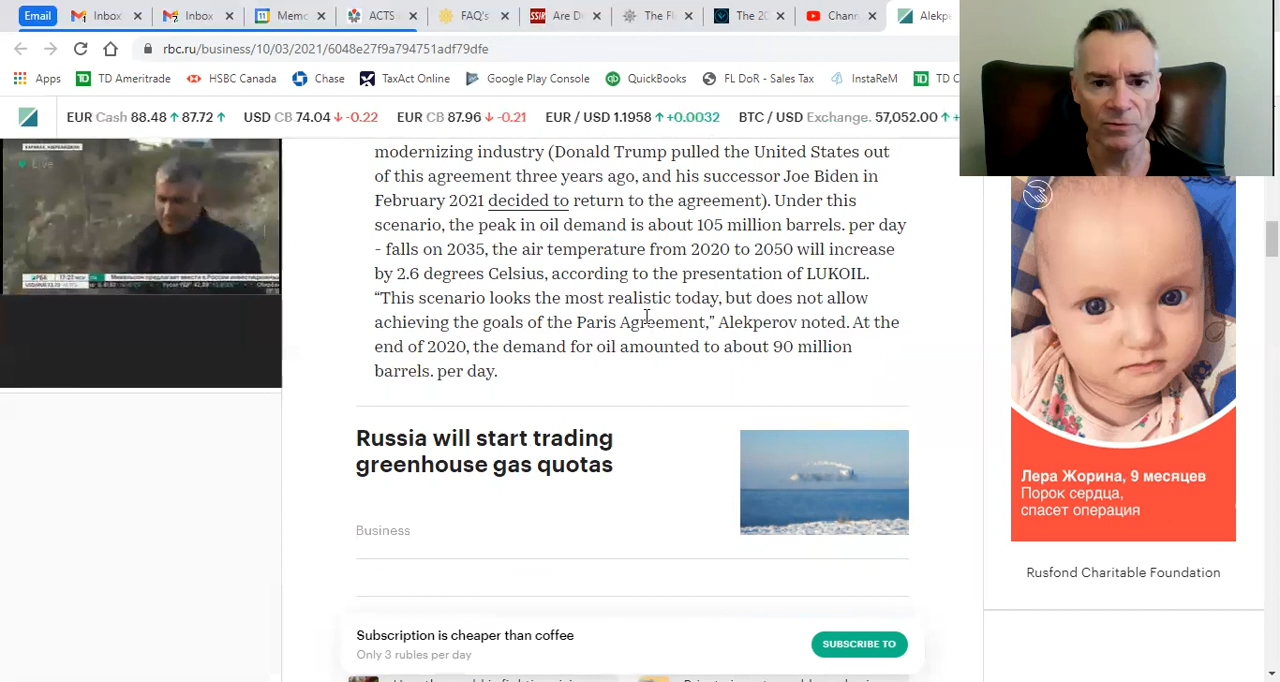 Email
Inbox
Inbox
Memo
ACTS
FAQ's
SSIR
Are D
The F
The 2
Chann
Alekp
rbc.ru/business/10/03/2021/6048e27f9a794751adf79dfe
Apps
TD Ameritrade
HSBC Canada
Chase
TaxAct Online
Google Play Console
QuickBooks
FL DoR - Sales Tax
InstaReM
TD C
EUR Cash 88.48 ↑ 87.72 ↑
USD CB 74.04 ↓ -0.22
EUR CB 87.96 ↓ -0.21
EUR / USD 1.1958 ↑ +0.0032
BTC / USD Exchange. 57,052.00 ↑ +
Live
РБК
modernizing industry (Donald Trump pulled the United States out
of this agreement three years ago, and his successor Joe Biden in
February 2021 decided to return to the agreement). Under this
scenario, the peak in oil demand is about 105 million barrels. per day
- falls on 2035, the air temperature from 2020 to 2050 will increase
by 2.6 degrees Celsius, according to the presentation of LUKOIL.
“This scenario looks the most realistic today, but does not allow
achieving the goals of the Paris Agreement,” Alekperov noted. At the
end of 2020, the demand for oil amounted to about 90 million
barrels. per day.
Russia will start trading
greenhouse gas quotas
Business
Subscription is cheaper than coffee
Only 3 rubles per day
SUBSCRIBE TO
Лера Жорина, 9 месяцев
Порок сердца,
спасет операция
Rusfond Charitable Foundation